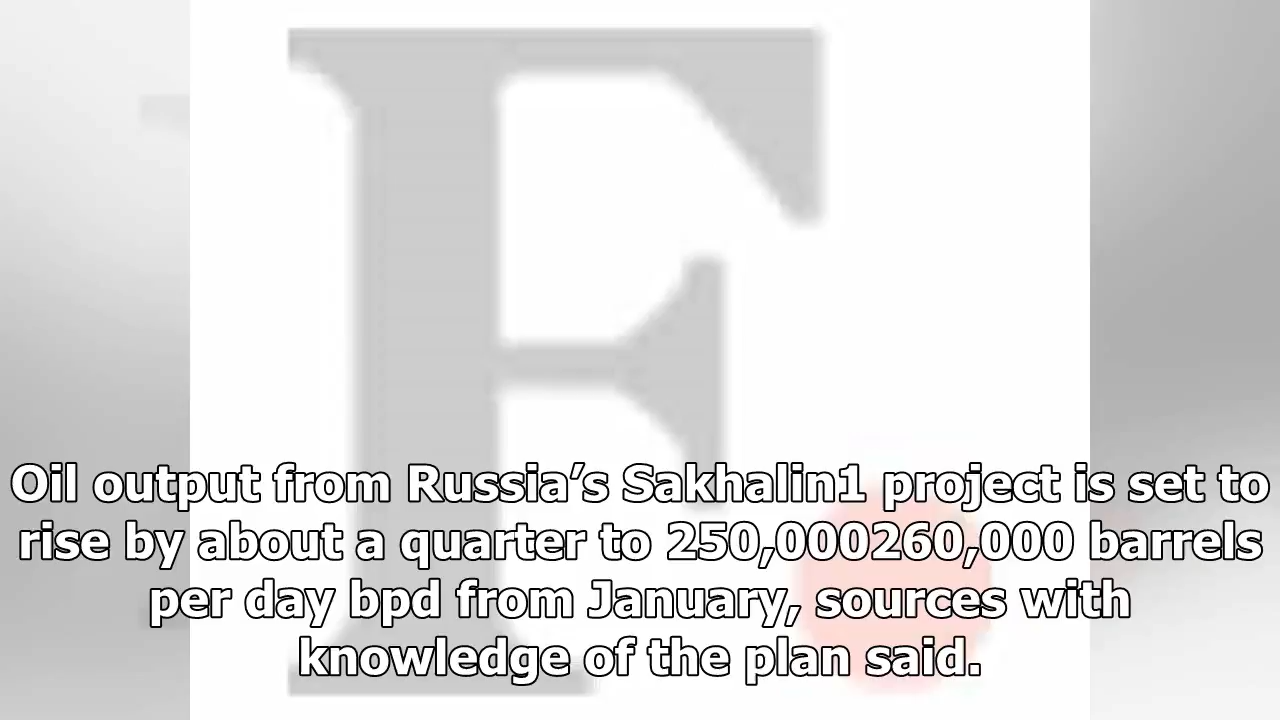 Oil output from Russia’s Sakhalin1 project is set to
rise by about a quarter to 250,000260,000 barrels
per day bpd from January, sources with
knowledge of the plan said.
F